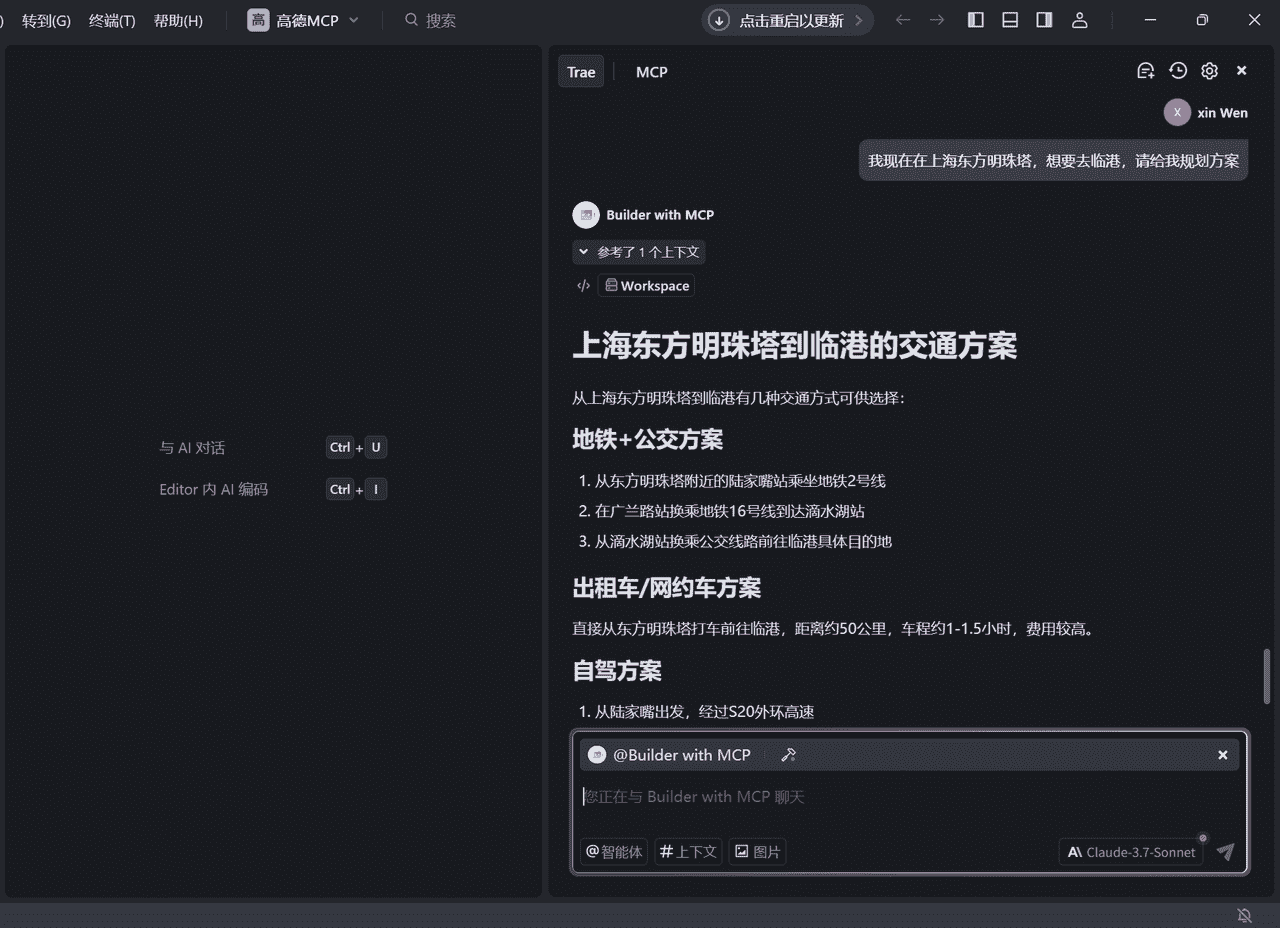 ) 转到(G) 终端(T) 帮助(H) 高 高德MCP 搜索 点击重启以更新
Trae MCP
X xin Wen
我现在在上海东方明珠塔，想要去临港，请给我规划方案
Builder with MCP
参考了 1 个上下文
</> Workspace
上海东方明珠塔到临港的交通方案
从上海东方明珠塔到临港有几种交通方式可供选择：
地铁+公交方案
1. 从东方明珠塔附近的陆家嘴站乘坐地铁2号线
2. 在广兰路站换乘地铁16号线到达滴水湖站
3. 从滴水湖站换乘公交线路前往临港具体目的地
出租车/网约车方案
直接从东方明珠塔打车前往临港，距离约50公里，车程约1-1.5小时，费用较高。
自驾方案
1. 从陆家嘴出发，经过S20外环高速
与 AI 对话 Ctrl + U
Editor 内 AI 编码 Ctrl + I
@Builder with MCP
您正在与 Builder with MCP 聊天
@智能体 #上下文 图片 A\ Claude-3.7-Sonnet